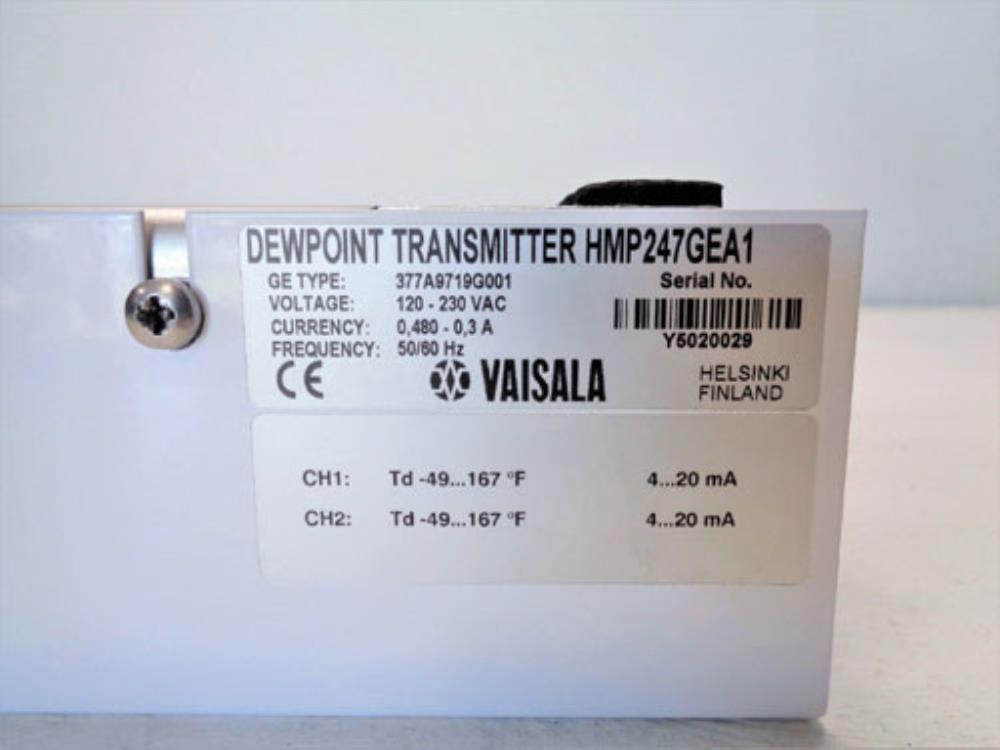 DEWPOINT TRANSMITTER HMP247GEA1
GE TYPE: 377A9719G001
VOLTAGE: 120 - 230 VAC
CURRENCY: 0,480 - 0,3 A
FREQUENCY: 50/60 Hz
Serial No.
Y5020029
CE VAISALA
HELSINKI
FINLAND
CH1: Td -49...167 °F 4...20 mA
CH2: Td -49...167 °F 4...20 mA